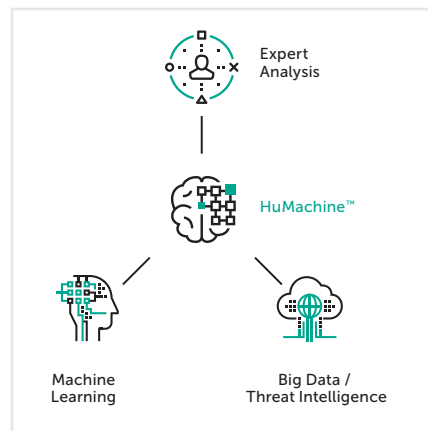 Expert
Analysis
HuMachine™
Machine
Learning
Big Data /
Threat Intelligence